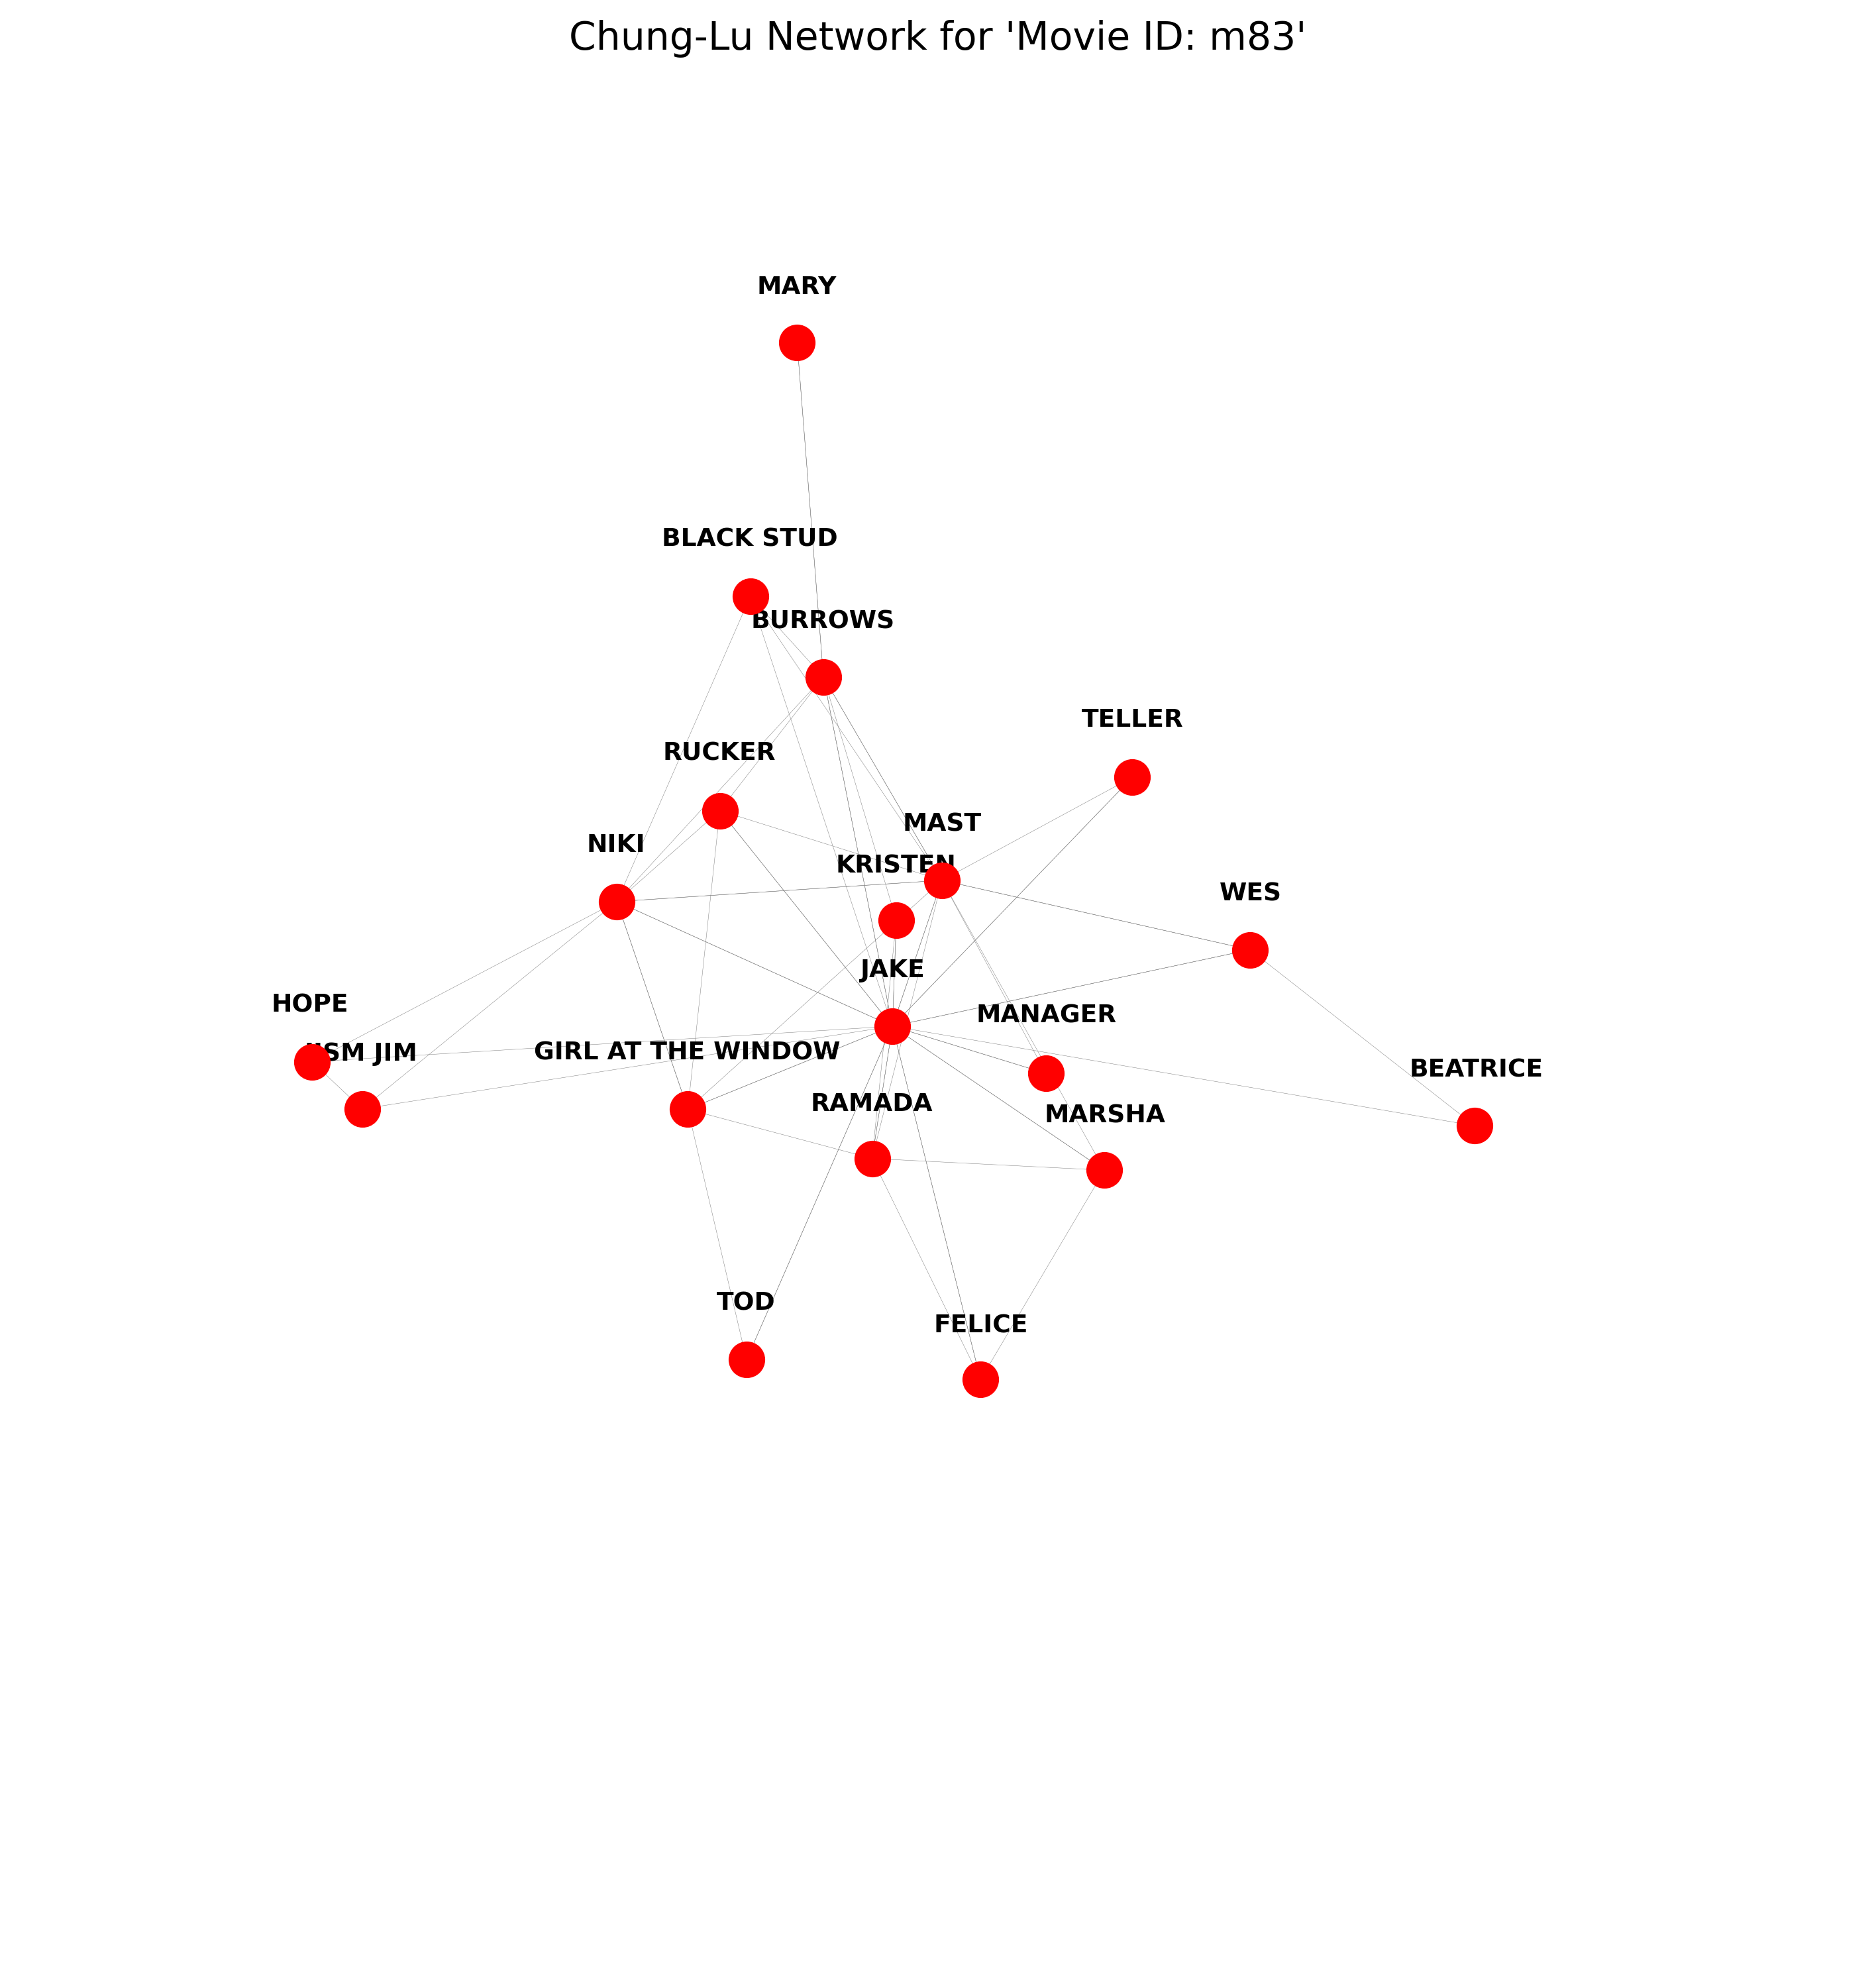 Chung-Lu Network for 'Movie ID: m83'
MARY
BLACK STUD
BURROWS
TELLER
RUCKER
MAST
NIKI
KRISTEN
WES
JAKE
HOPE
MANAGER
JIM
GIRL AT THE WINDOW
BEATRICE
RAMADA
MARSHA
TOD
FELICE